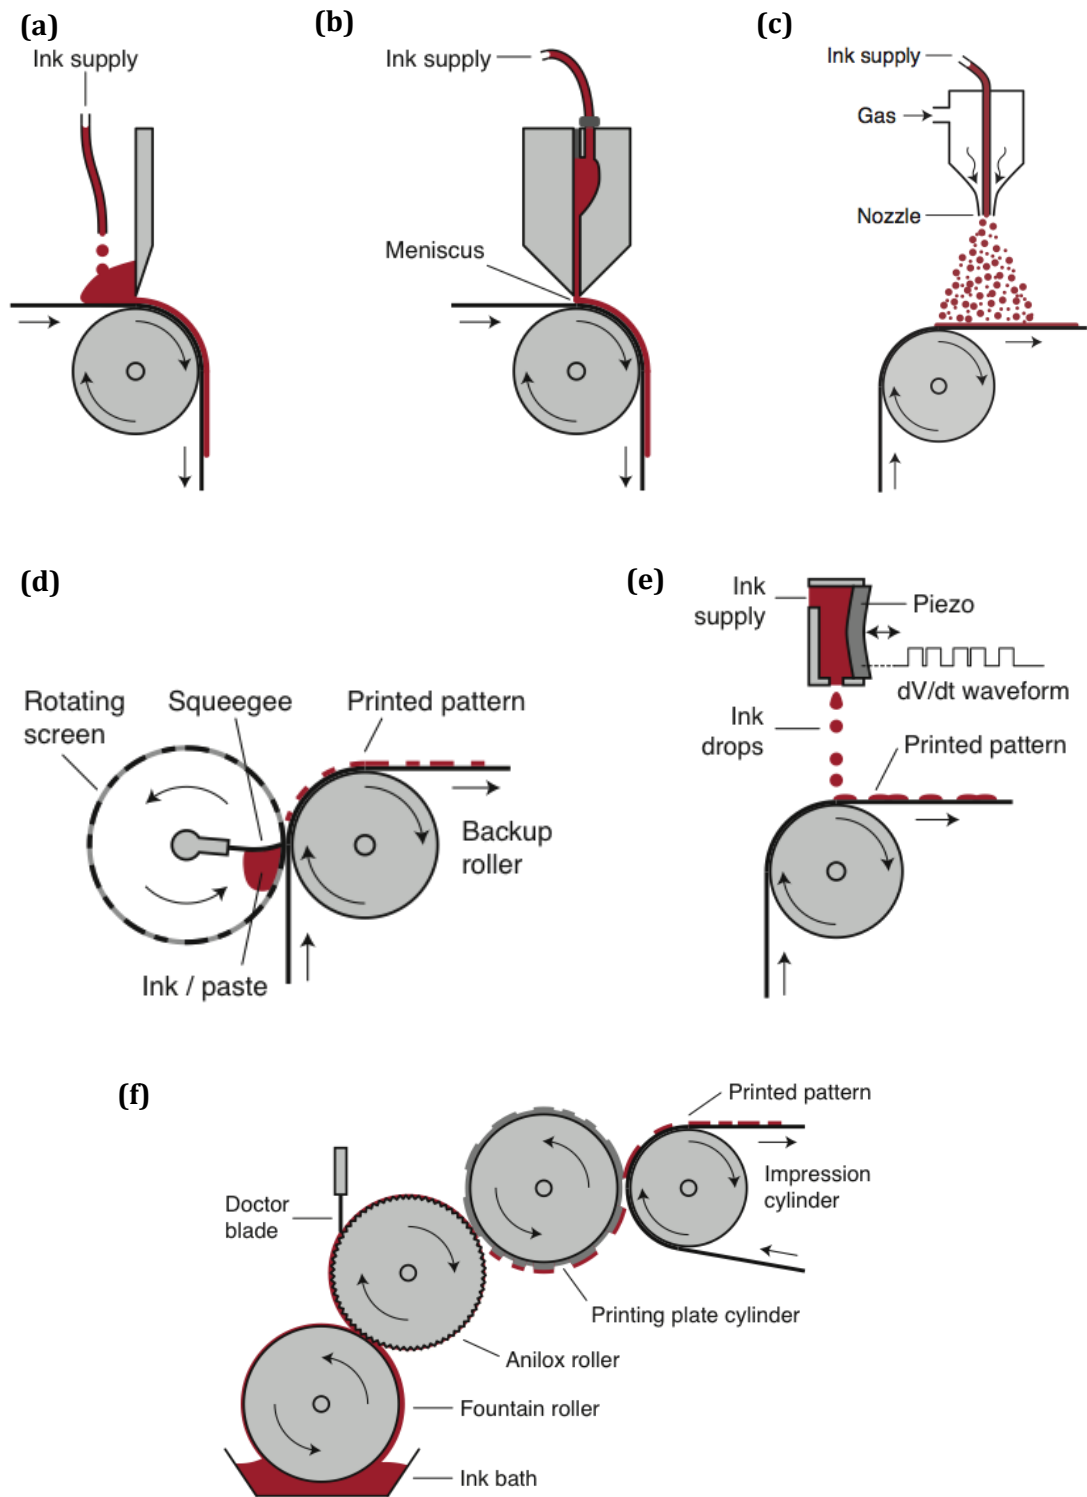 (a)
Ink supply
(b)
Ink supply
Meniscus
(c)
Ink supply
Gas
Nozzle
(d)
Rotating
screen
Squeegee
Printed pattern
Backup
roller
Ink / paste
(e)
Ink
supply
Piezo
dV/dt waveform
Ink
drops
Printed pattern
(f)
Printed pattern
Impression
cylinder
Doctor
blade
Printing plate cylinder
Anilox roller
Fountain roller
Ink bath